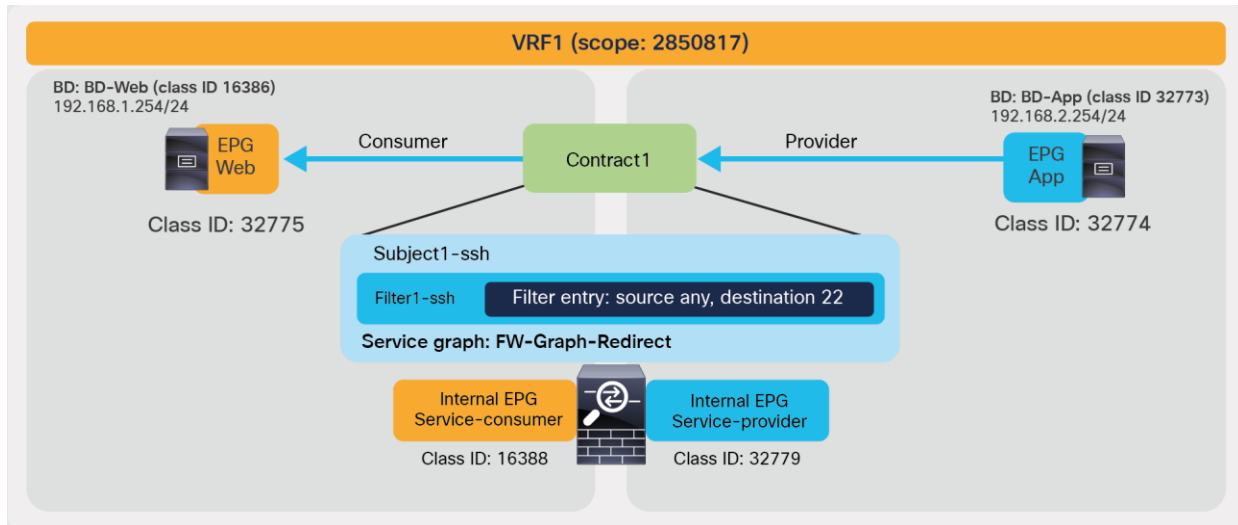 VRF1 (scope: 2850817)
BD: BD-Web (class ID 16386)
192.168.1.254/24
BD: BD-App (class ID 32773)
192.168.2.254/24
EPG
Web
Consumer
Contract1
Provider
EPG
App
Class ID: 32775
Class ID: 32774
Subject1-ssh
Filter1-ssh
Filter entry: source any, destination 22
Service graph: FW-Graph-Redirect
Internal EPG
Service-consumer
Internal EPG
Service-provider
Class ID: 16388
Class ID: 32779